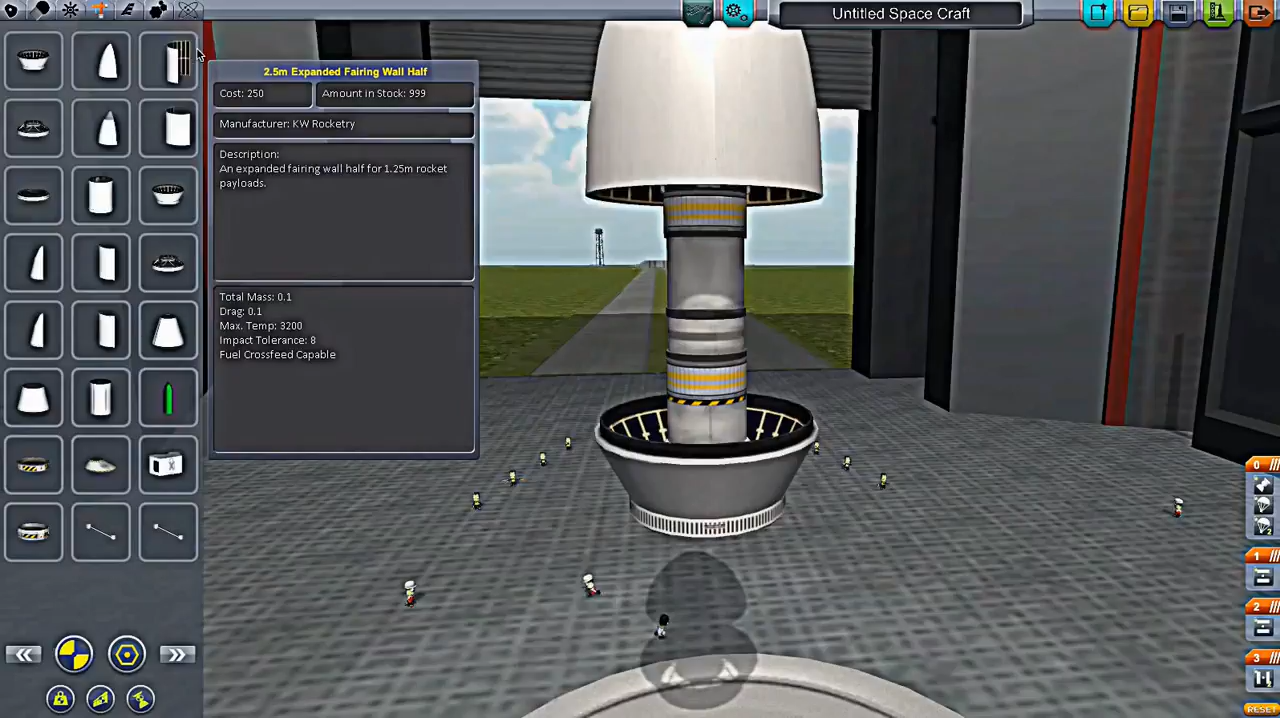 Untitled Space Craft
2.5m Expanded Fairing Wall Half
Cost: 250
Amount in Stock: 999
Manufacturer: KW Rocketry
Description:
An expanded fairing wall half for 1.25m rocket
payloads.
Total Mass: 0.1
Drag: 0.1
Max. Temp: 3200
Impact Tolerance: 8
Fuel Crossfeed Capable
0
2
1
2
3
RESET